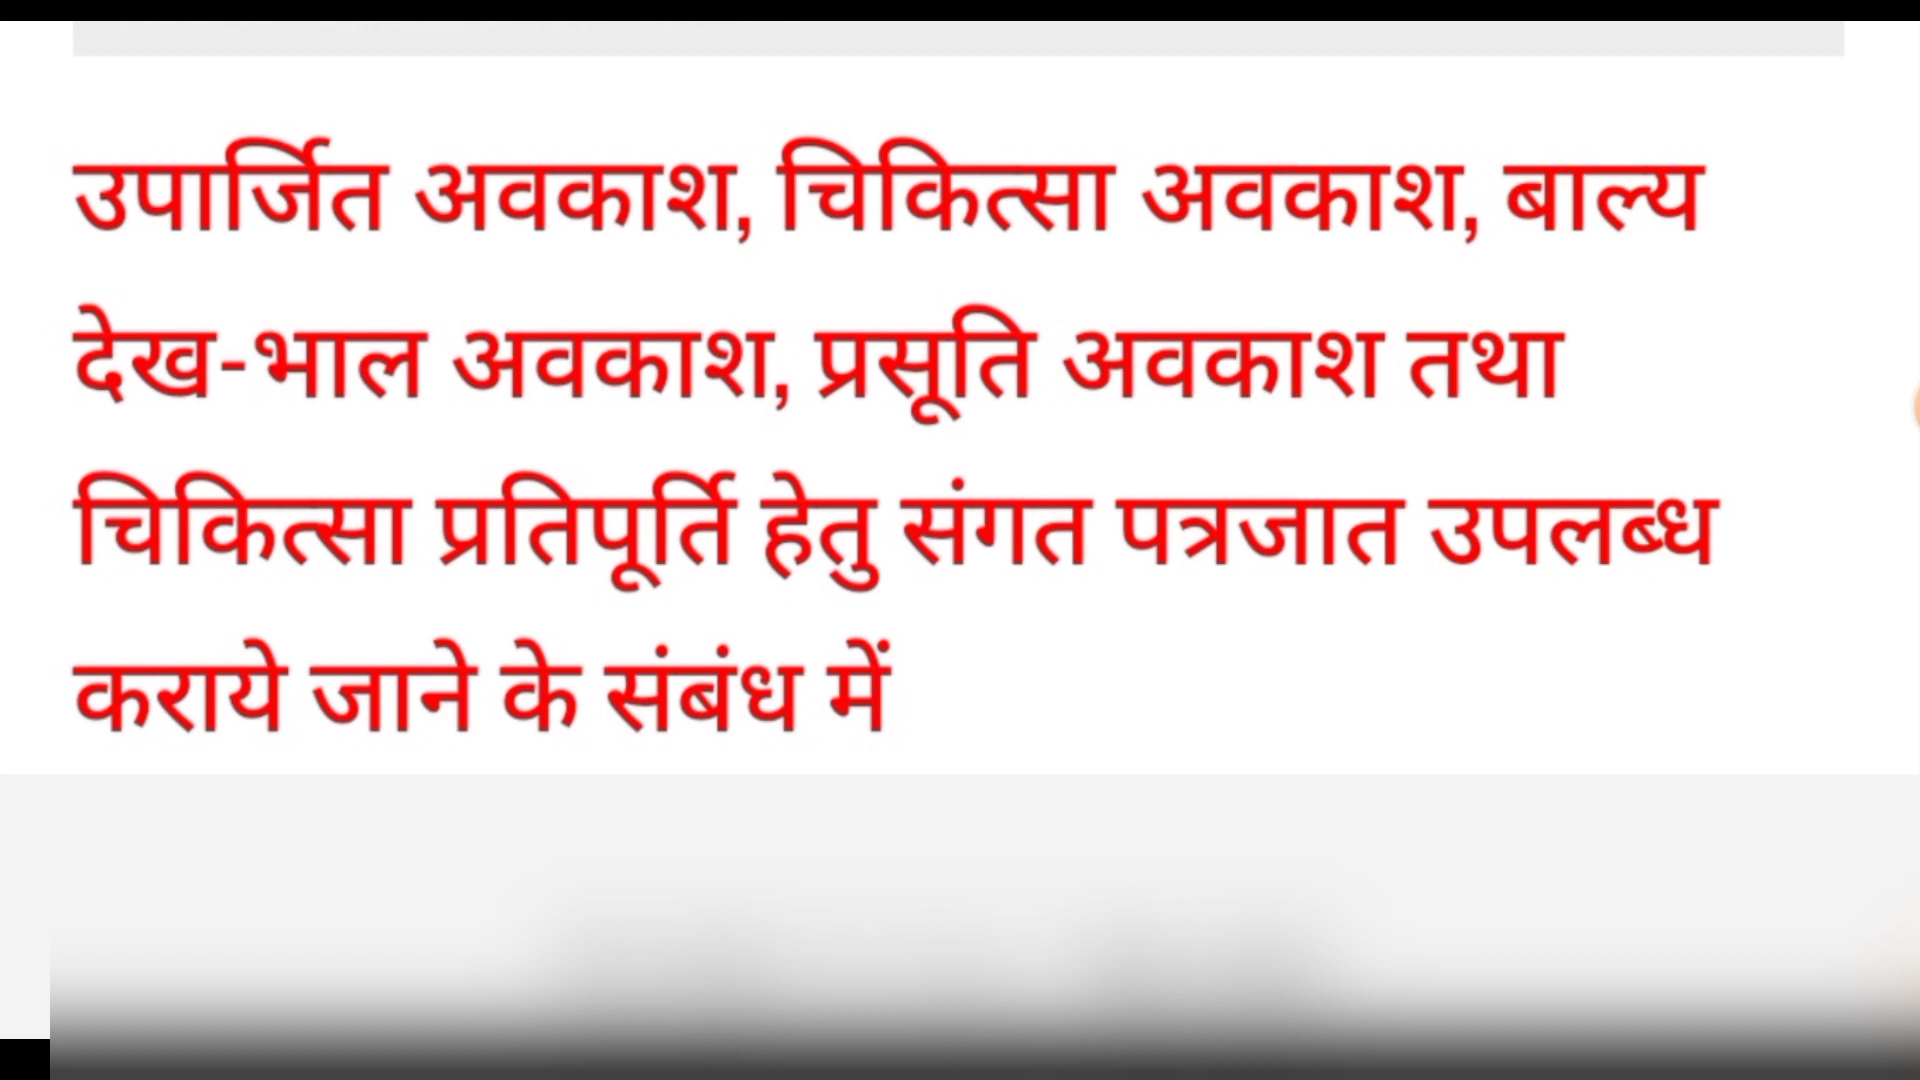 उपार्जित अवकाश, चिकित्सा अवकाश, बाल्य
देख-भाल अवकाश, प्रसूति अवकाश तथा
चिकित्सा प्रतिपूर्ति हेतु संगत पत्रजात उपलब्ध
कराये जाने के संबंध में